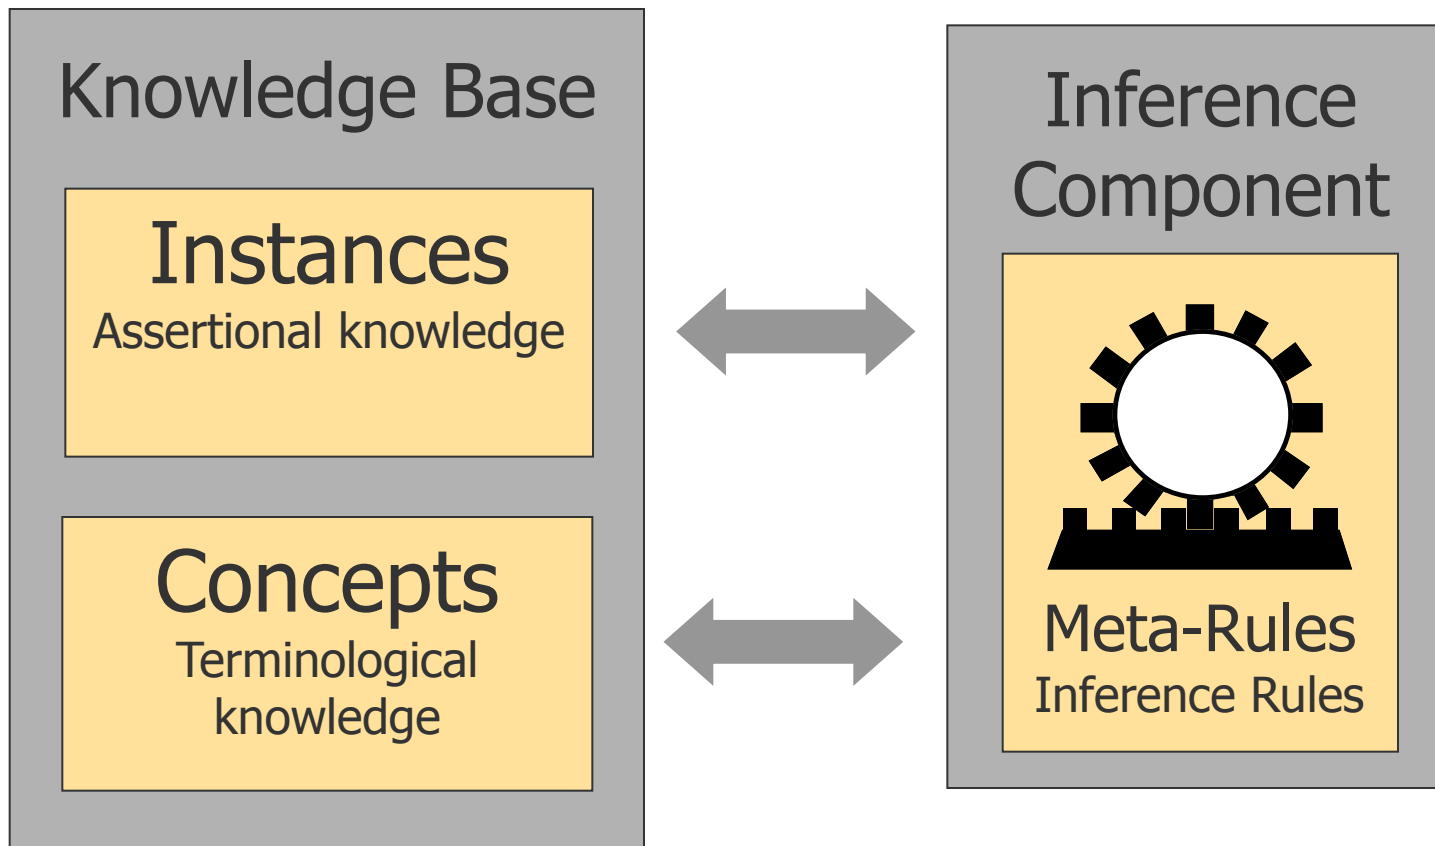 Knowledge Base
Instances
Assertional knowledge
Concepts
Terminological
knowledge
Inference
Component
Meta-Rules
Inference Rules